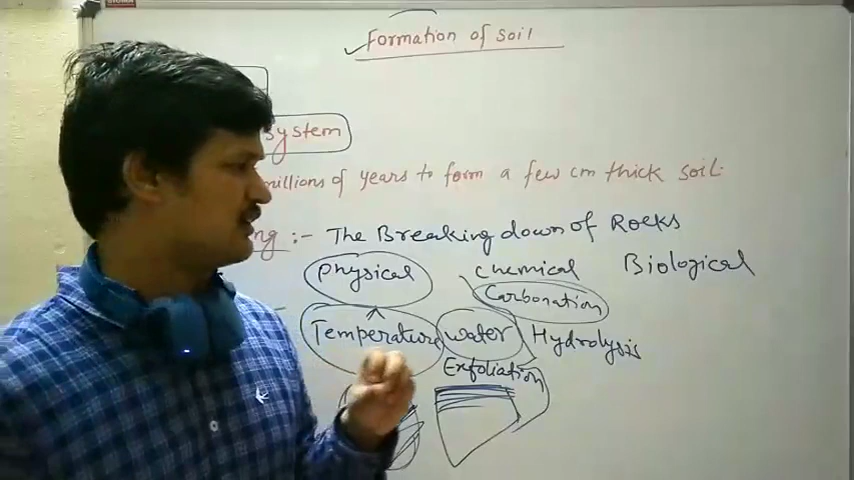 Formation of soil
system
millions of years to form a few cm thick soil.
:- The Breaking down of Rocks
Physical Chemical Biological
Carbonation
Temperature water Hydrolysis
Exfoliation